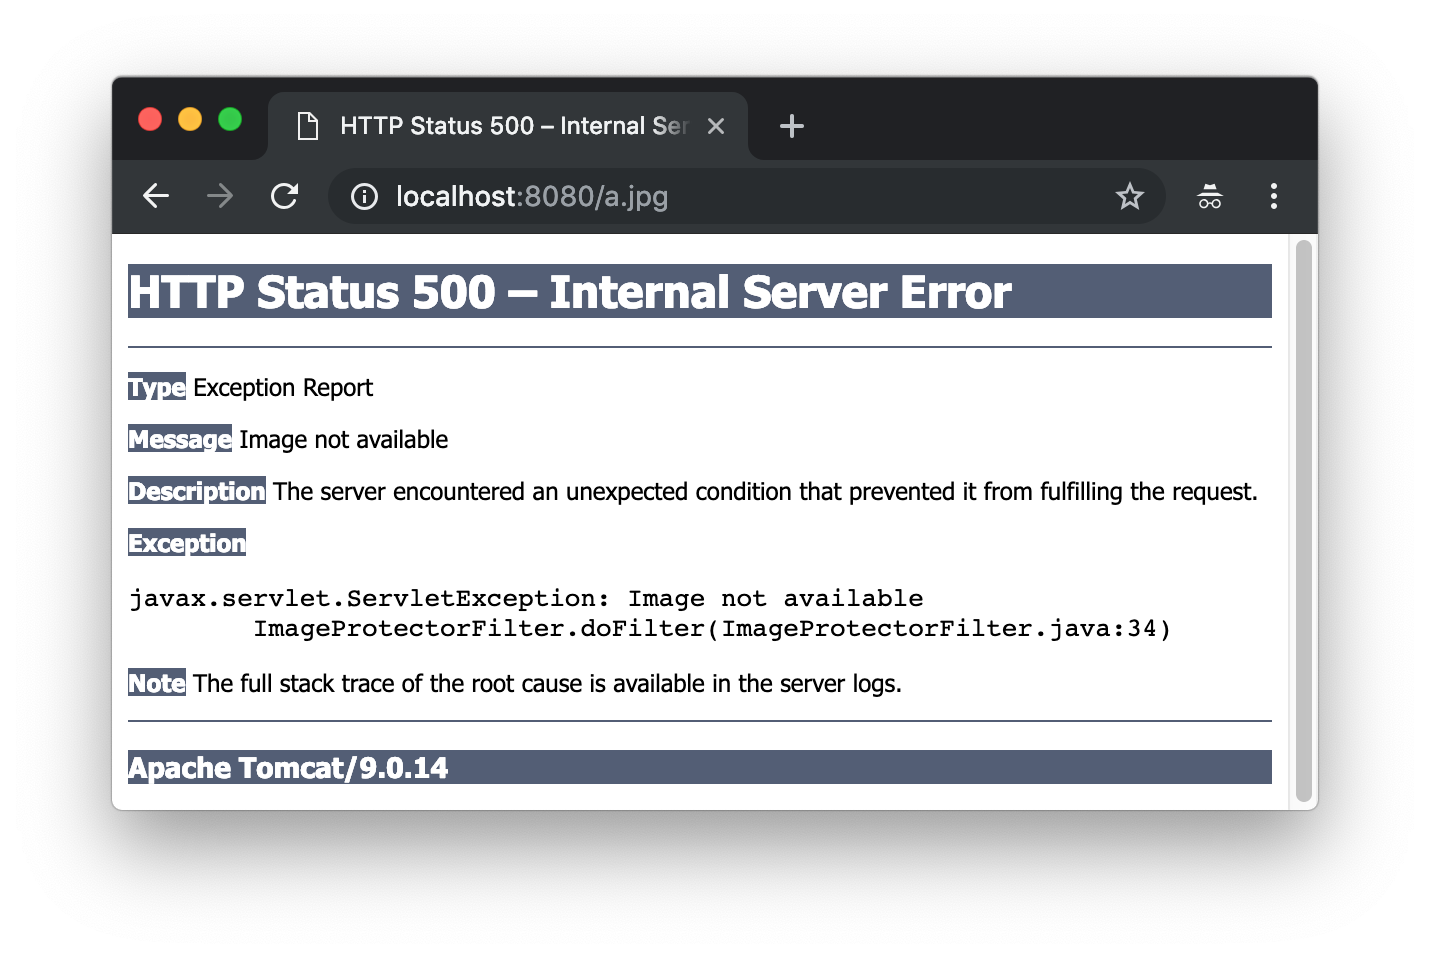 HTTP Status 500 – Internal Ser
localhost:8080/a.jpg
HTTP Status 500 – Internal Server Error
Type Exception Report
Message Image not available
Description The server encountered an unexpected condition that prevented it from fulfilling the request.
Exception
javax.servlet.ServletException: Image not available
ImageProtectorFilter.doFilter(ImageProtectorFilter.java:34)
Note The full stack trace of the root cause is available in the server logs.
Apache Tomcat/9.0.14